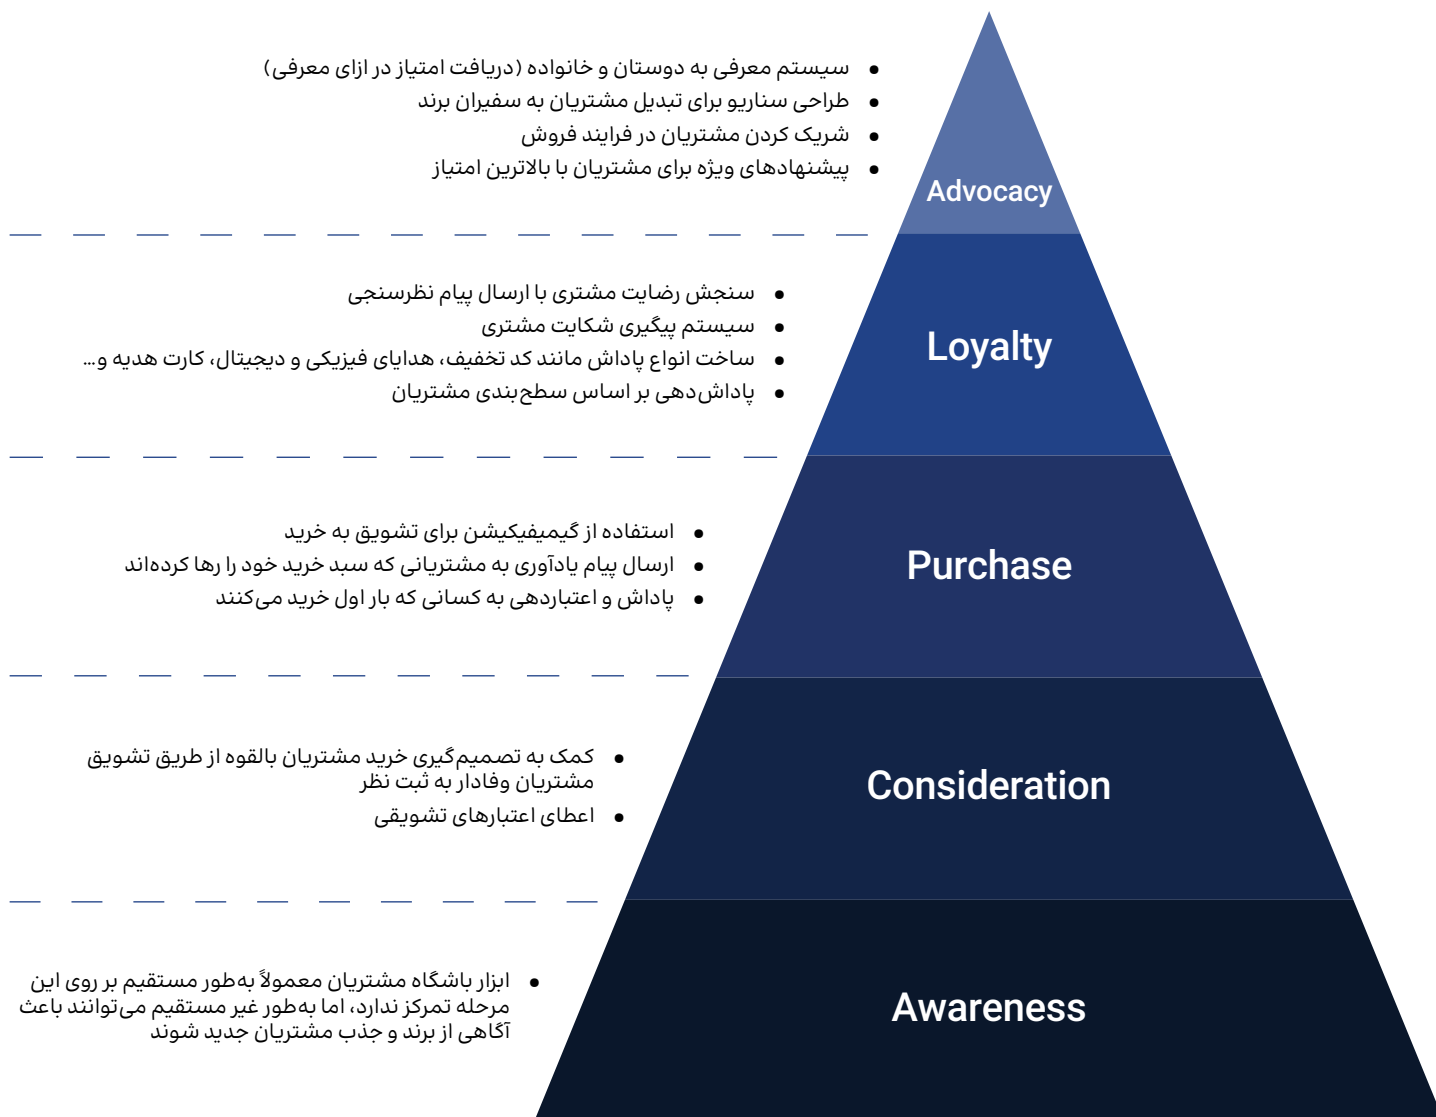 • سیستم معرفی به دوستان و خانواده (دریافت امتیاز در ازای معرفی)
• طراحی سناریو برای تبدیل مشتریان به سفیران برند
• شریک کردن مشتریان در فرایند فروش
• پیشنهادهای ویژه برای مشتریان با بالاترین امتیاز
Advocacy
• سنجش رضایت مشتری با ارسال پیام نظرسنجی
• سیستم پیگیری شکایت مشتری
• ساخت انواع پاداش مانند کد تخفیف، هدایای فیزیکی و دیجیتال، کارت هدیه و...
• پاداش‌دهی بر اساس سطح‌بندی مشتریان
Loyalty
• استفاده از گیمیفیکیشن برای تشویق به خرید
• ارسال پیام یادآوری به مشتریانی که سبد خرید خود را رها کرده‌اند
• پاداش و اعتباردهی به کسانی که بار اول خرید می‌کنند
Purchase
• کمک به تصمیم‌گیری خرید مشتریان بالقوه از طریق تشویق
مشتریان وفادار به ثبت نظر
• اعطای اعتبارهای تشویقی
Consideration
• ابزار باشگاه مشتریان معمولاً به‌طور مستقیم بر روی این
مرحله تمرکز ندارد، اما به‌طور غیر مستقیم می‌توانند باعث
آگاهی از برند و جذب مشتریان جدید شوند
Awareness